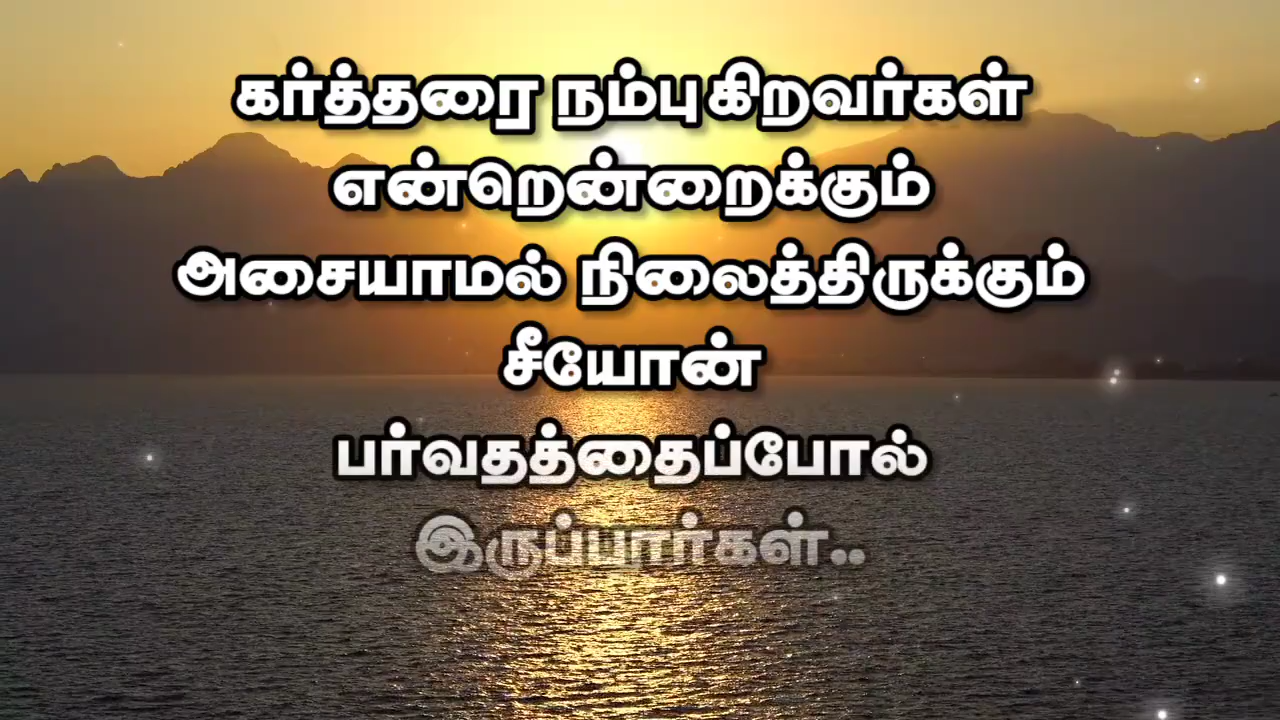 கர்த்தரை நம்புகிறவர்கள்
என்றென்றைக்கும்
அசையாமல் நிலைத்திருக்கும்
சீயோன்
பர்வதத்தைப்போல்
இருப்பார்கள்..